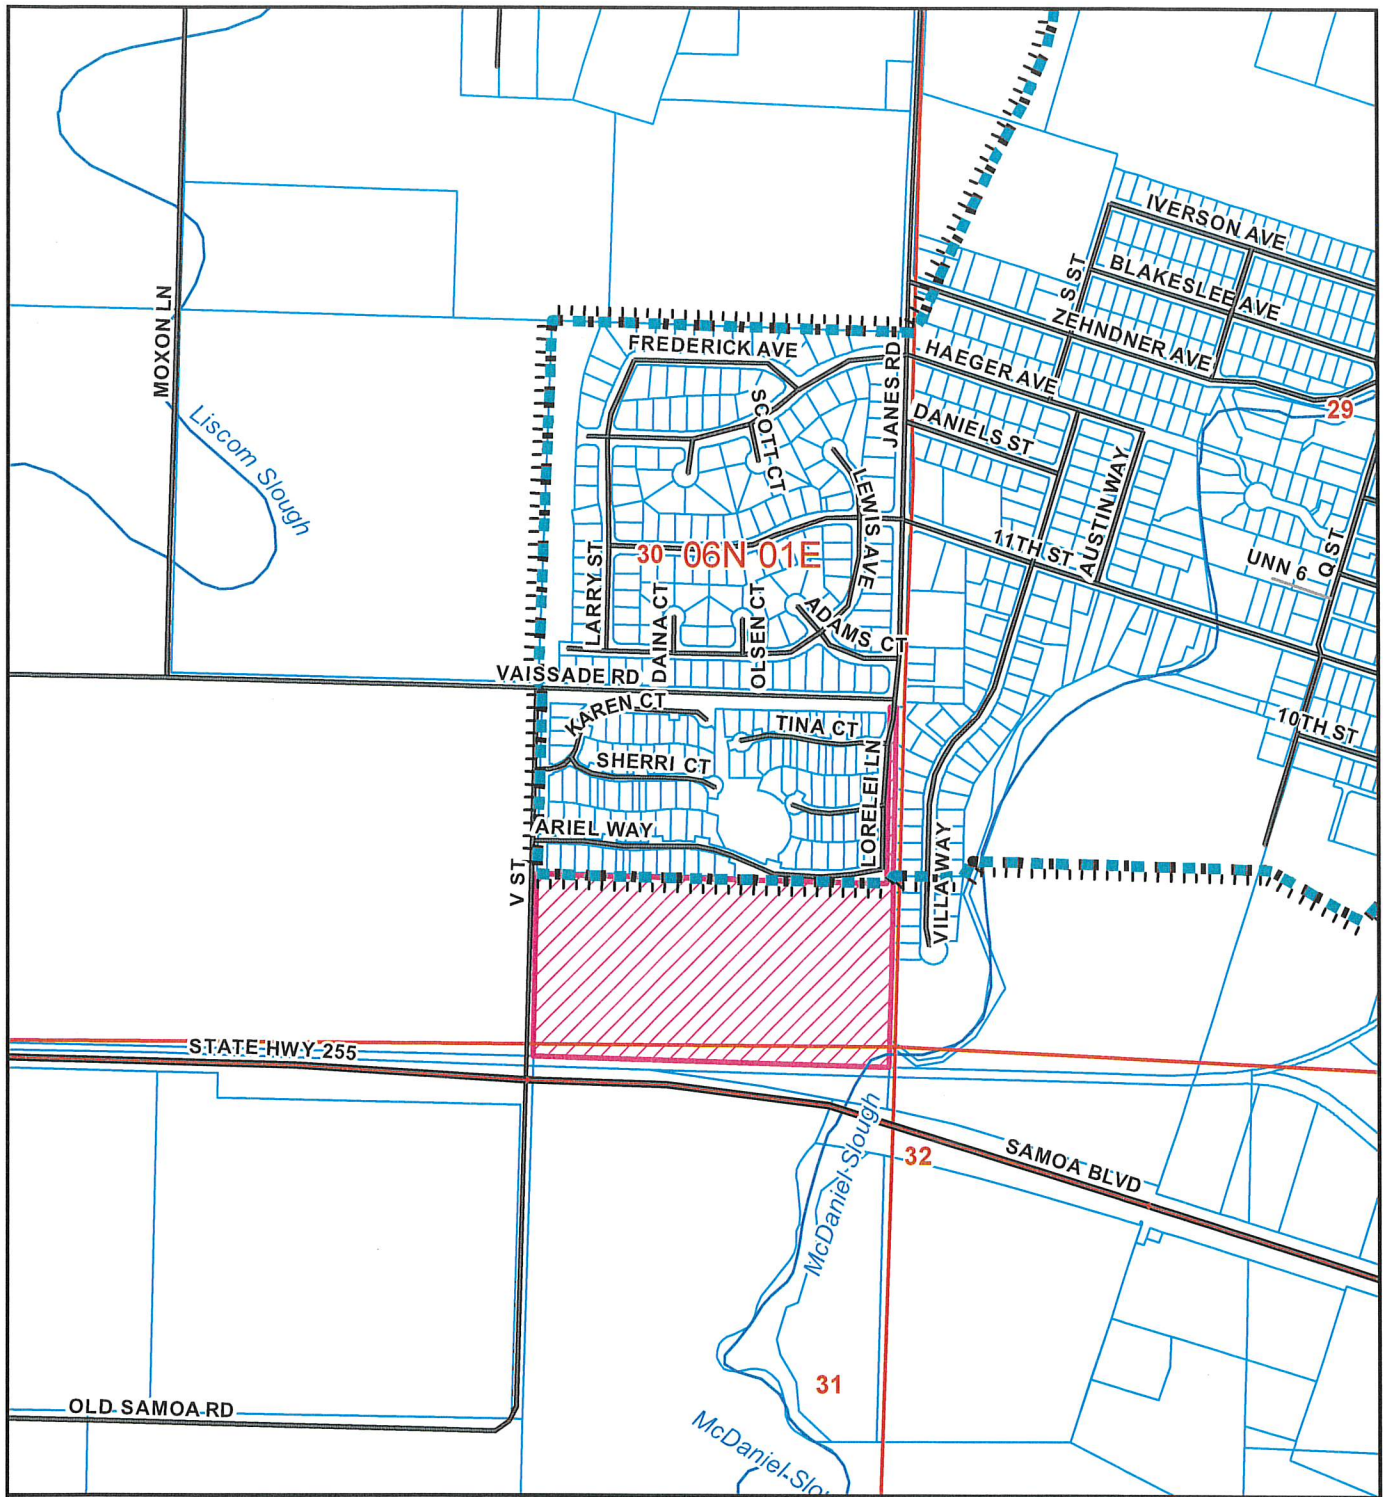 IVERSON AVE
S ST
BLAKESLEE AVE
MOXON LN
ZEHNDNER AVE
FREDERICK AVE
JANES RD
HAEGER AVE
29
SCOTT CT
DANIELS ST
Liscom Slough
LEWIS AVE
AUSTIN WAY
Q ST
11TH ST
30
06N 01E
UNN 6
LARRY ST
DAINA CT
OLSEN CT
ADAMS CT
VAISSADE RD
KAREN CT
TINA CT
10TH ST
SHERRI CT
LORELEI LN
ARIEL WAY
V ST
VILLA WAY
STATE HWY 255
McDaniel Slough
32
SAMOA BLVD
31
OLD SAMOA RD
McDaniel Slou